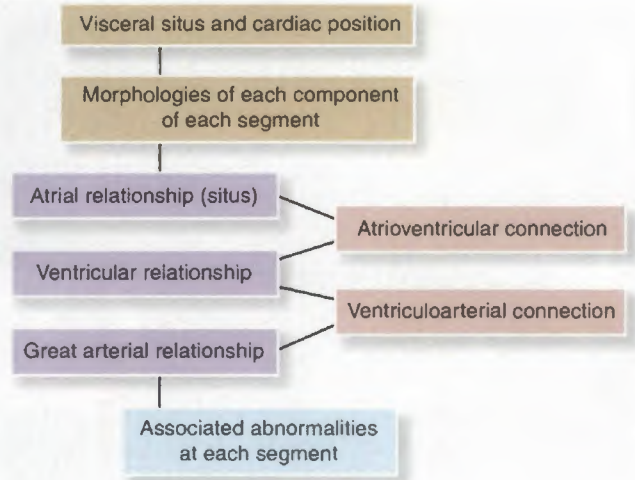 Visceral situs and cardiac position
Morphologies of each component
of each segment
Atrial relationship (situs)
Atrioventricular connection
Ventricular relationship
Ventriculoarterial connection
Great arterial relationship
Associated abnormalities
at each segment